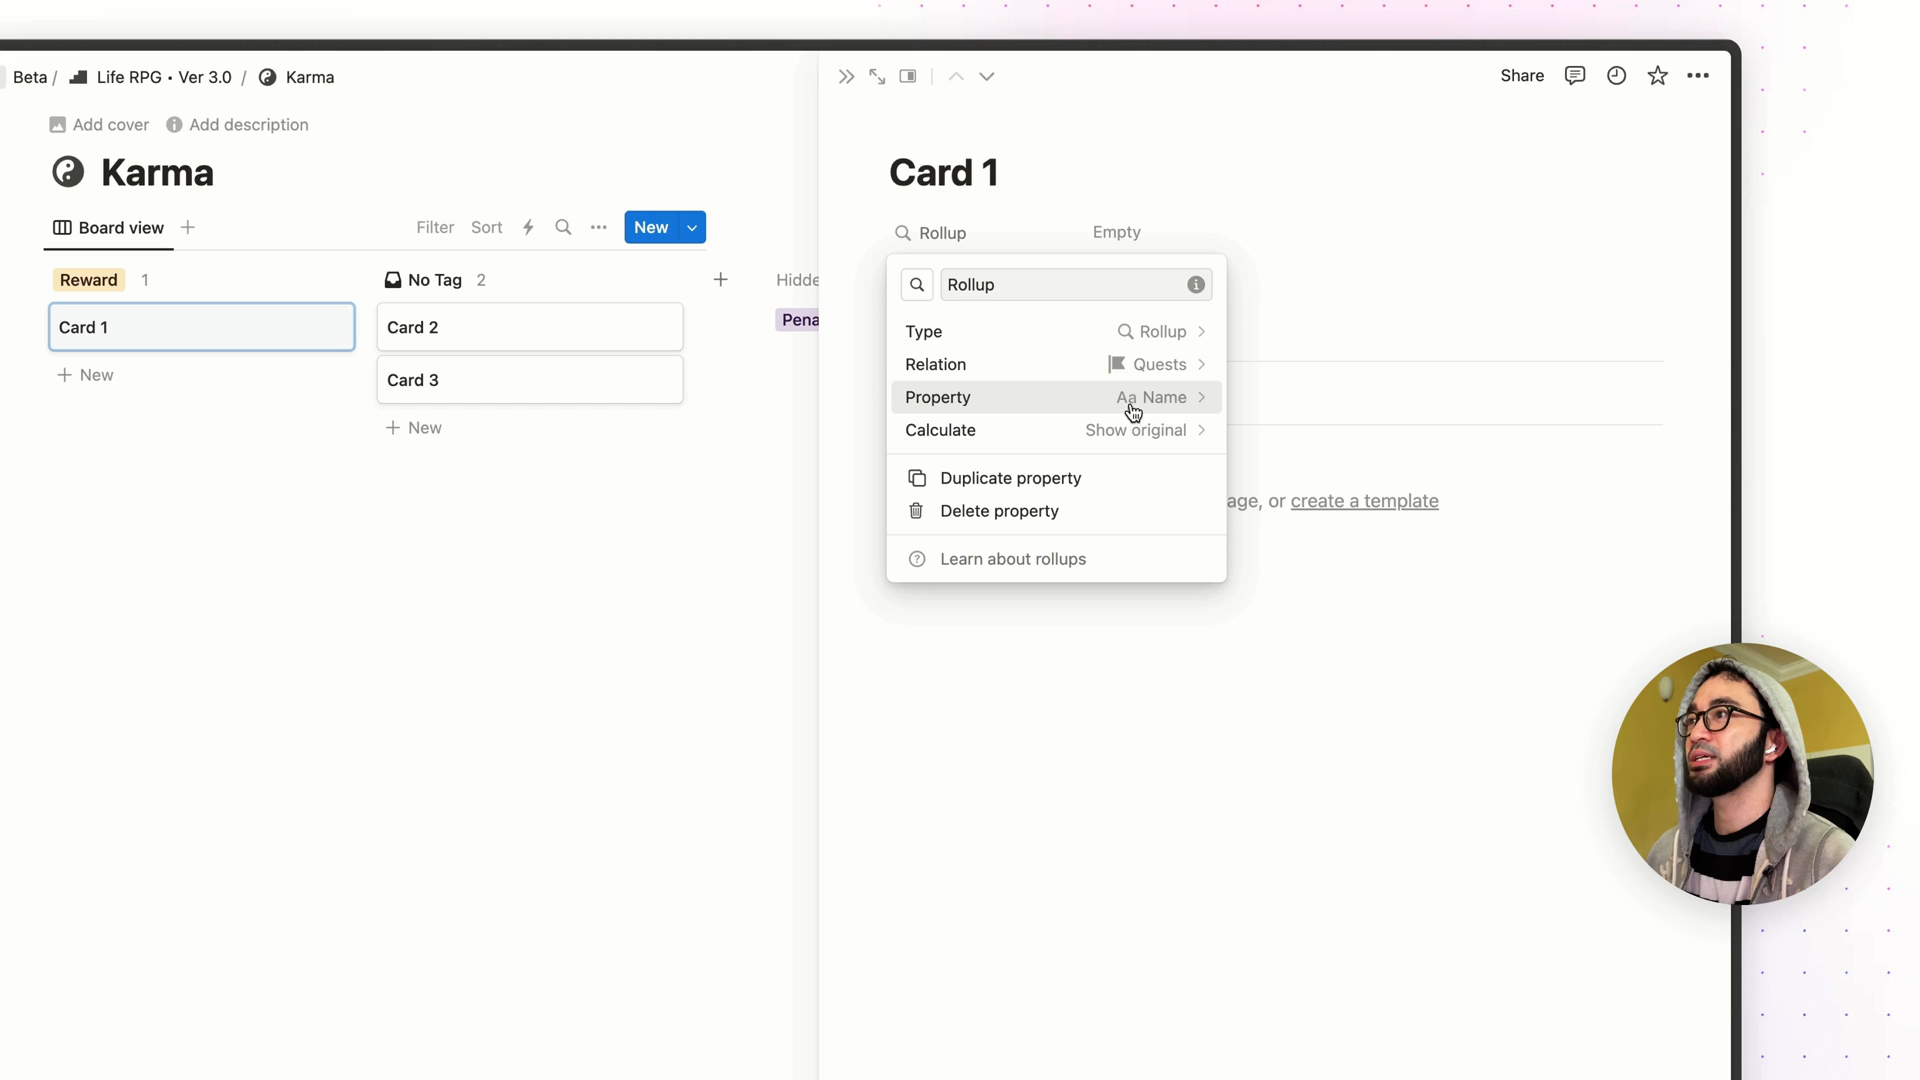 Beta / Life RPG • Ver 3.0 / Karma
Add cover Add description
Karma
Board view
Filter Sort New
Reward 1
Card 1
New
No Tag 2
Card 2
Card 3
New
Hidde
Pena
Share
Card 1
Rollup Empty
Rollup
Type Rollup
Relation Quests
Property Aa Name
Calculate Show original
Duplicate property
Delete property
Learn about rollups
age, or create a template